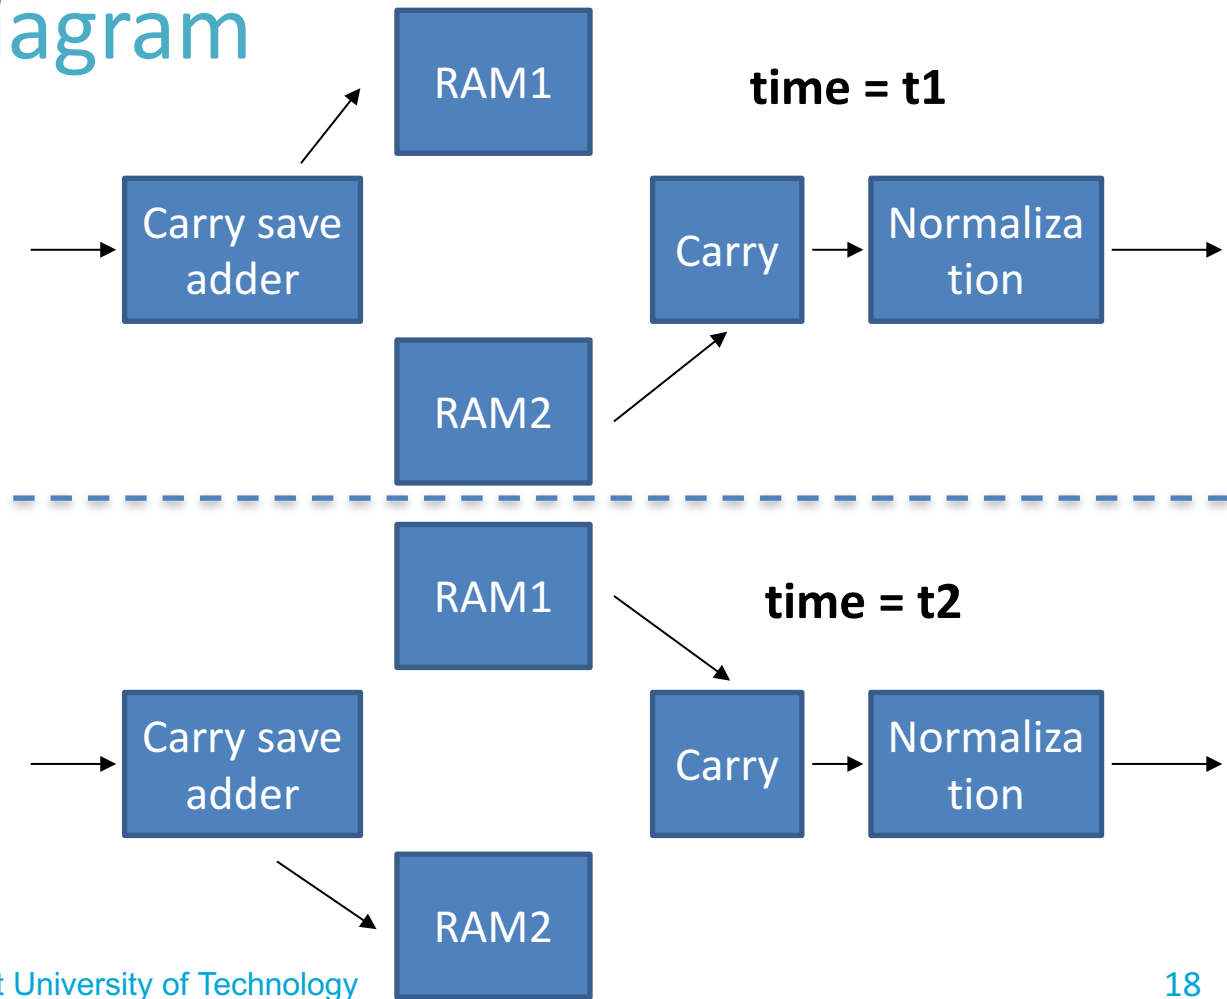 iagram
RAM1
time = t1
Carry save
adder
Carry
Normaliza
tion
RAM2
RAM1
time = t2
Carry save
adder
Carry
Normaliza
tion
RAM2
t University of Technology
18